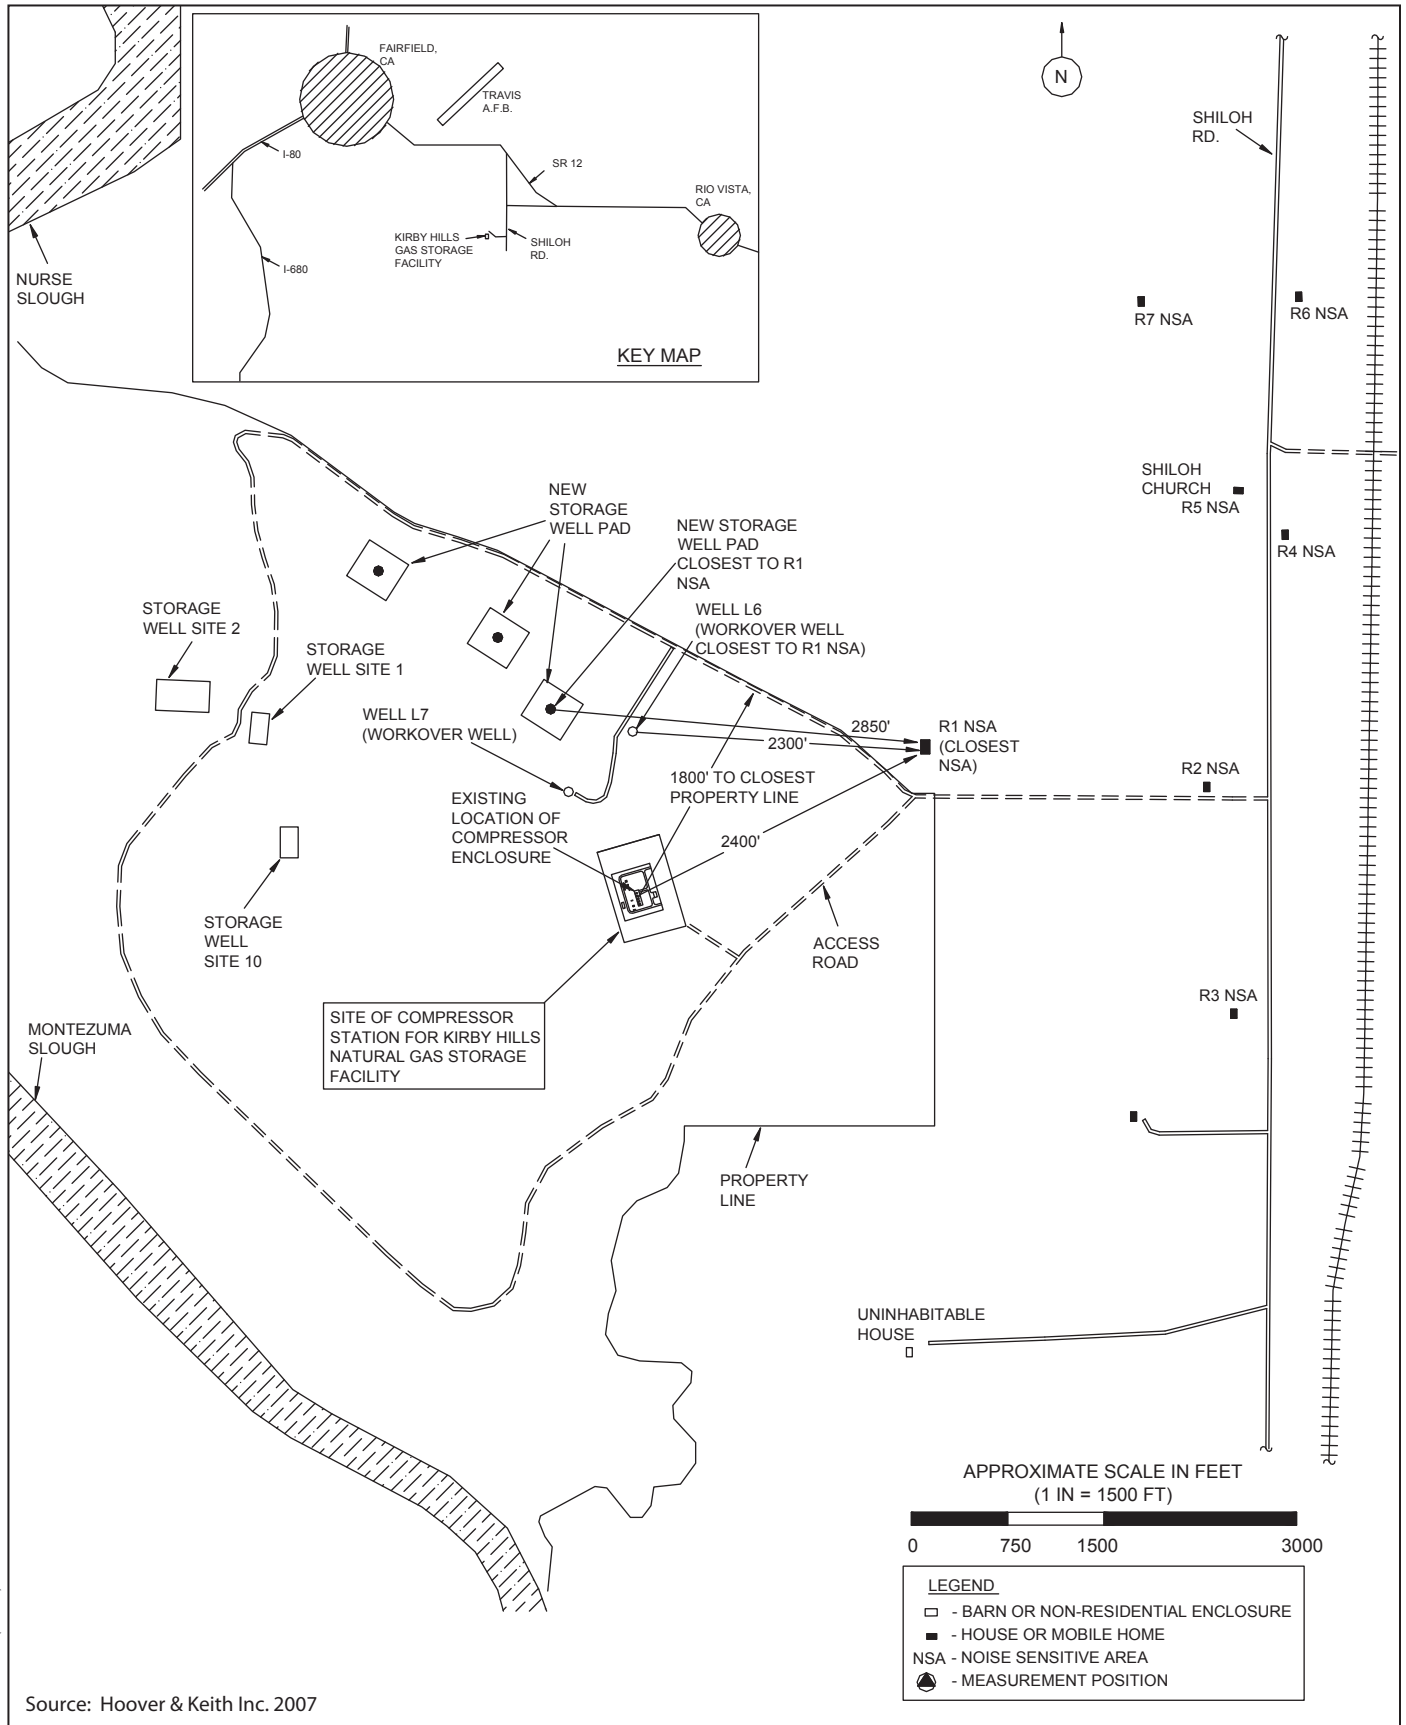 FAIRFIELD,
CA
TRAVIS
A.F.B.
I-80
SR 12
RIO VISTA,
CA
KIRBY HILLS
GAS STORAGE
FACILITY
SHILOH
RD.
I-680
KEY MAP
N
SHILOH
RD.
NURSE
SLOUGH
R7 NSA
R6 NSA
SHILOH
CHURCH
R5 NSA
R4 NSA
NEW
STORAGE
WELL PAD
NEW STORAGE
WELL PAD
CLOSEST TO R1
NSA
STORAGE
WELL SITE 2
STORAGE
WELL SITE 1
WELL L6
(WORKOVER WELL
CLOSEST TO R1 NSA)
WELL L7
(WORKOVER WELL)
2850'
2300'
R1 NSA
(CLOSEST
NSA)
R2 NSA
1800' TO CLOSEST
PROPERTY LINE
EXISTING
LOCATION OF
COMPRESSOR
ENCLOSURE
2400'
STORAGE
WELL
SITE 10
ACCESS
ROAD
R3 NSA
SITE OF COMPRESSOR
STATION FOR KIRBY HILLS
NATURAL GAS STORAGE
FACILITY
MONTEZUMA
SLOUGH
PROPERTY
LINE
UNINHABITABLE
HOUSE
APPROXIMATE SCALE IN FEET
(1 IN = 1500 FT)
0 750 1500 3000
LEGEND
- BARN OR NON-RESIDENTIAL ENCLOSURE
- HOUSE OR MOBILE HOME
NSA - NOISE SENSITIVE AREA
- MEASUREMENT POSITION
Source: Hoover & Keith Inc. 2007